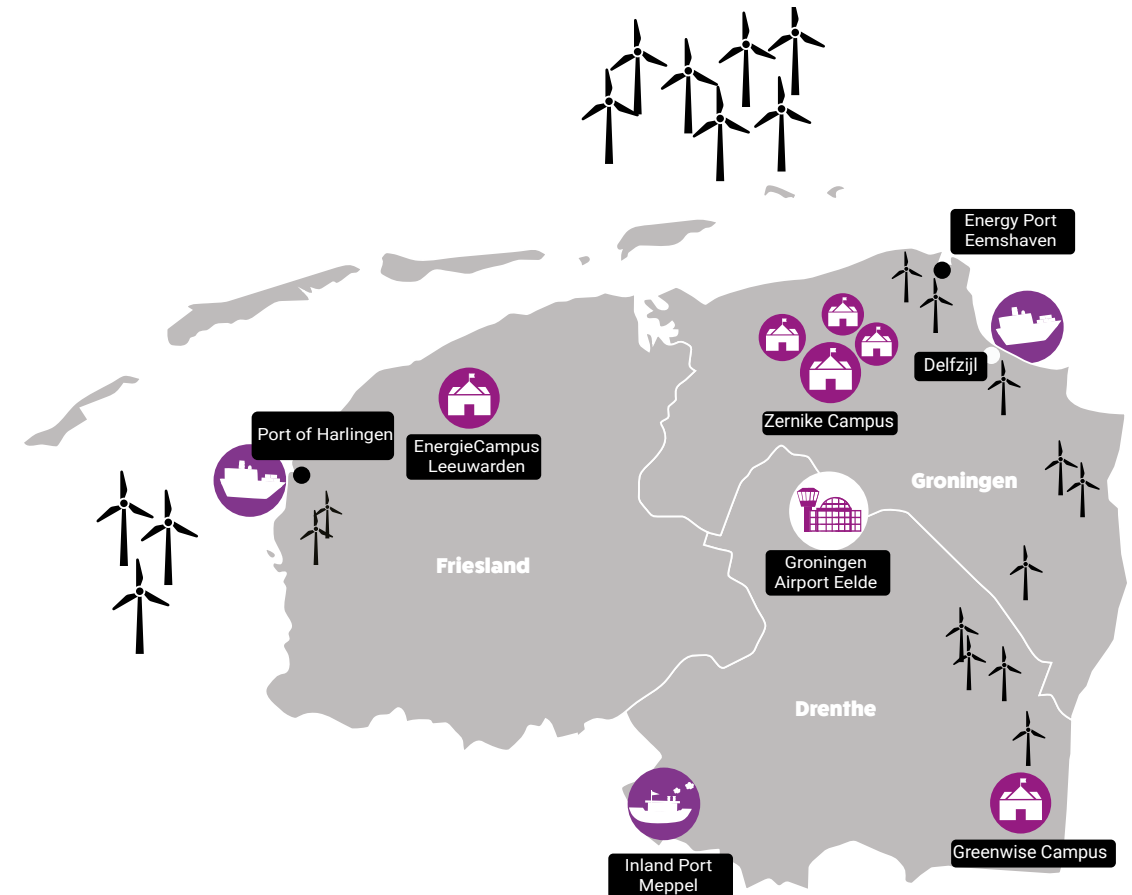 Energy Port
Eemshaven
Delfzijl
Zernike Campus
Port of Harlingen
EnergieCampus
Leeuwarden
Groningen
Groningen
Airport Eelde
Friesland
Drenthe
Greenwise Campus
Inland Port
Meppel